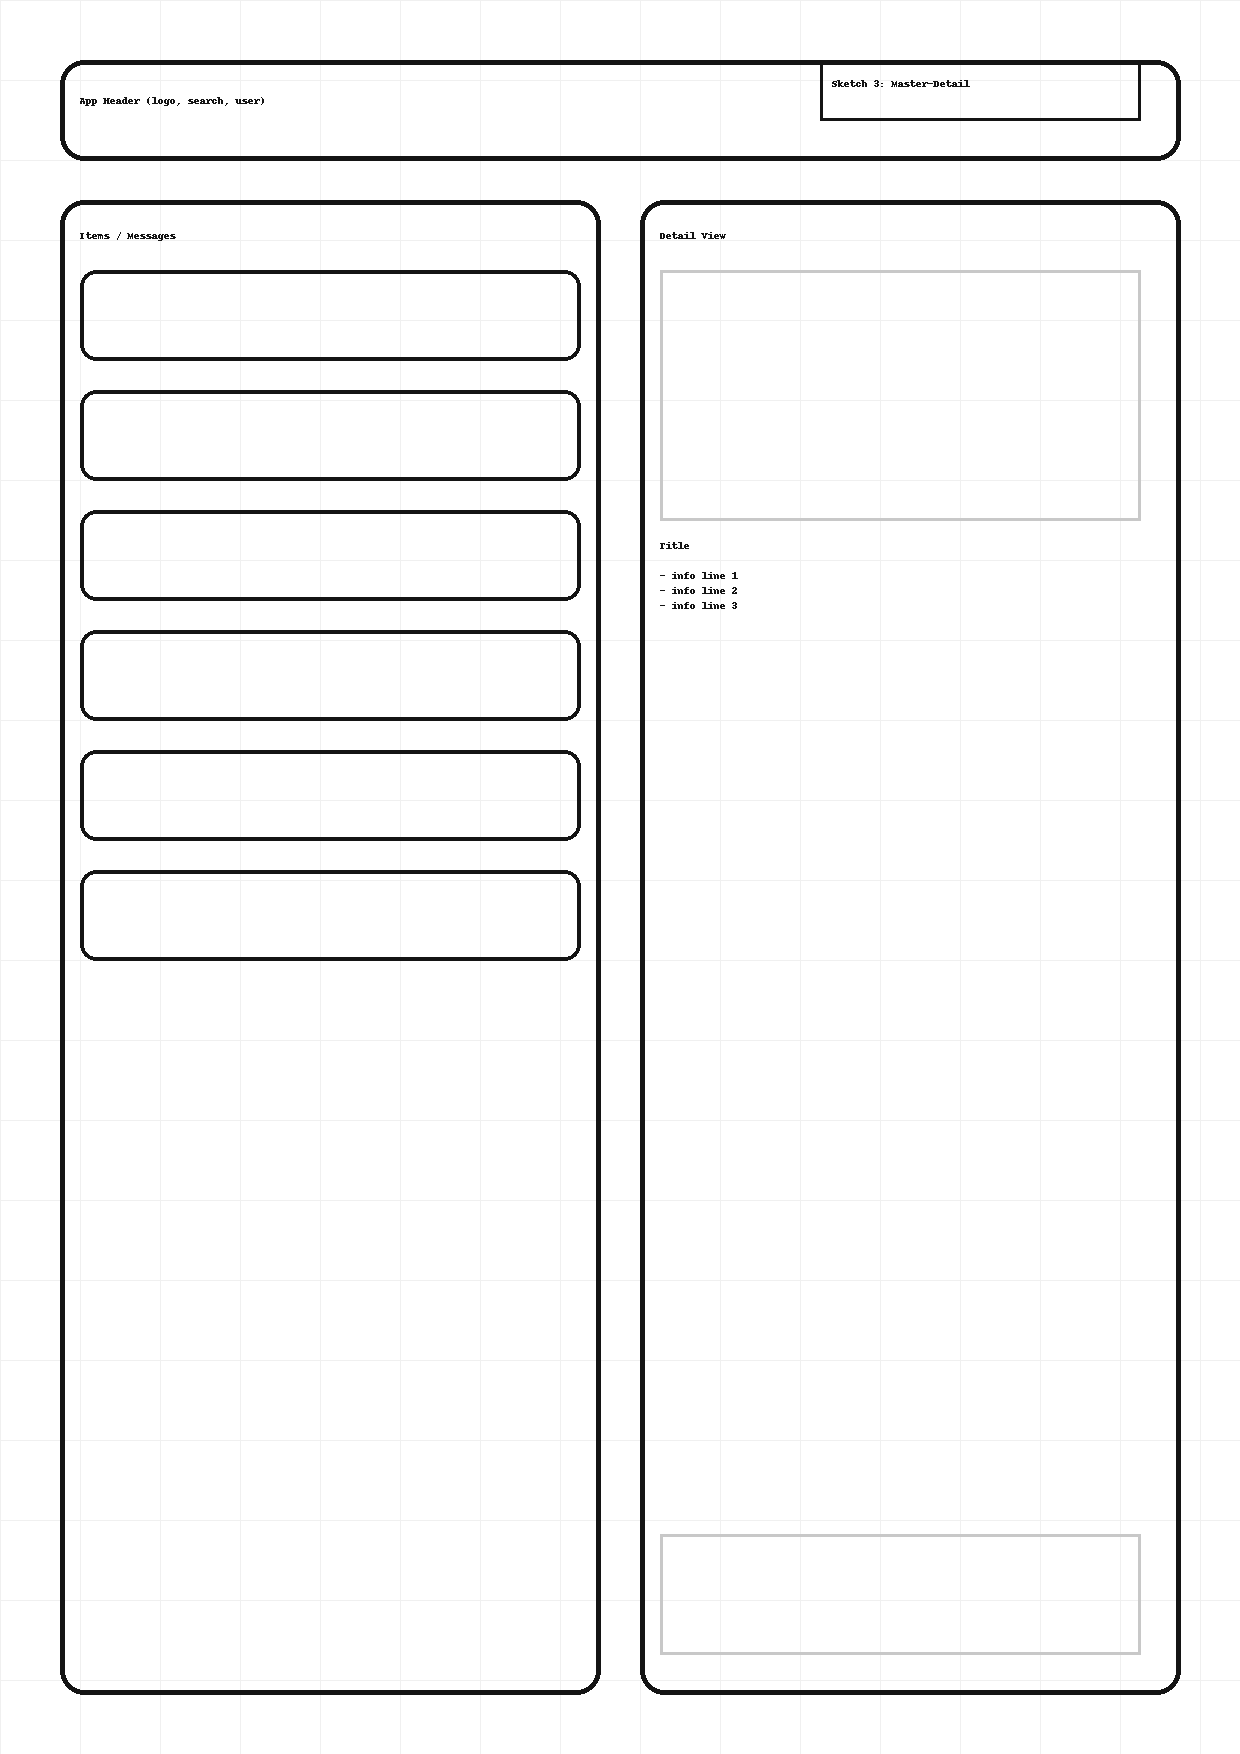 App Header (logo, search, user)
Sketch 3: Master-Detail
Items / Messages
Detail View
Title
- info line 1
- info line 2
- info line 3